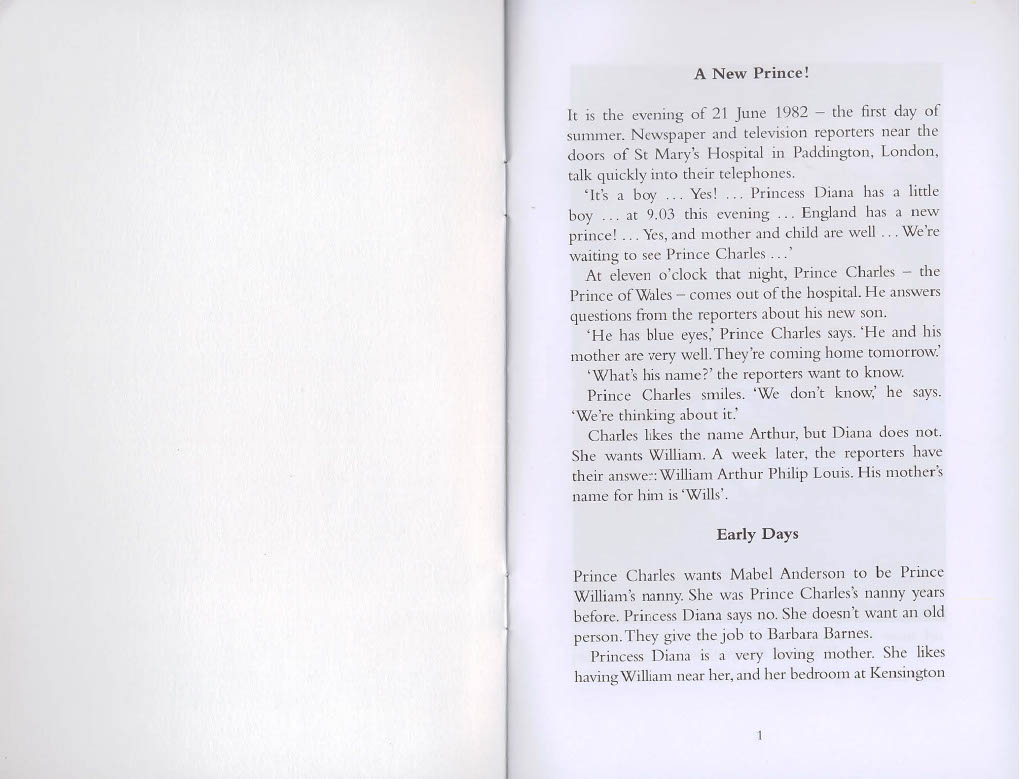 A New Prince!
It is the evening of 21 June 1982 – the first day of
summer. Newspaper and television reporters near the
doors of St Mary's Hospital in Paddington, London,
talk quickly into their telephones.
‘It's a boy … Yes! … Princess Diana has a little
boy … at 9.03 this evening … England has a new
prince! … Yes, and mother and child are well … We're
waiting to see Prince Charles …’
At eleven o'clock that night, Prince Charles – the
Prince of Wales – comes out of the hospital. He answers
questions from the reporters about his new son.
‘He has blue eyes,’ Prince Charles says. ‘He and his
mother are very well. They're coming home tomorrow.’
‘What's his name?’ the reporters want to know.
Prince Charles smiles. ‘We don't know,’ he says.
‘We're thinking about it.’
Charles likes the name Arthur, but Diana does not.
She wants William. A week later, the reporters have
their answer: William Arthur Philip Louis. His mother's
name for him is ‘Wills’.
Early Days
Prince Charles wants Mabel Anderson to be Prince
William's nanny. She was Prince Charles's nanny years
before. Princess Diana says no. She doesn't want an old
person. They give the job to Barbara Barnes.
Princess Diana is a very loving mother. She likes
having William near her, and her bedroom at Kensington
1